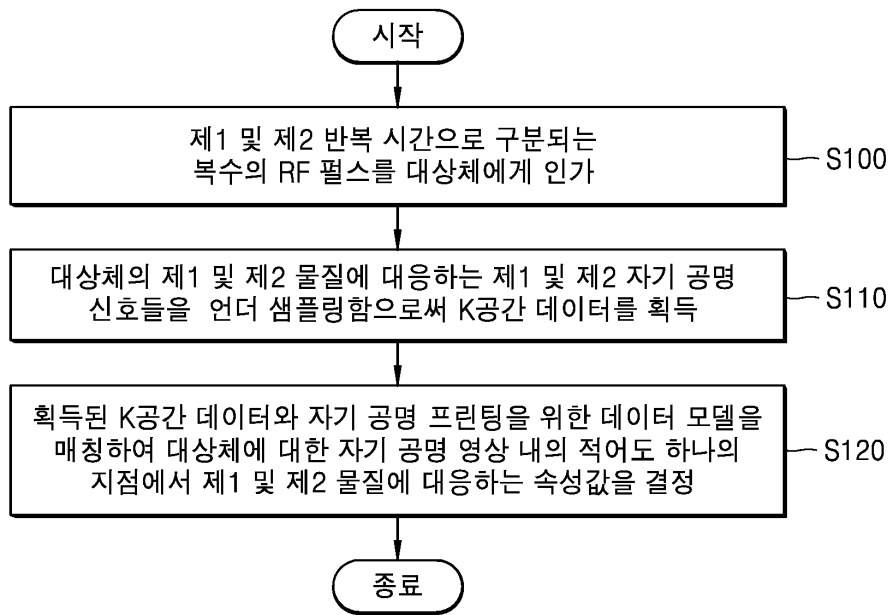 시작
제1 및 제2 반복 시간으로 구분되는
복수의 RF 펄스를 대상체에게 인가
S100
대상체의 제1 및 제2 물질에 대응하는 제1 및 제2 자기 공명
신호들을 언더 샘플링함으로써 K공간 데이터를 획득
S110
획득된 K공간 데이터와 자기 공명 프린팅을 위한 데이터 모델을
매칭하여 대상체에 대한 자기 공명 영상 내의 적어도 하나의
지점에서 제1 및 제2 물질에 대응하는 속성값을 결정
S120
종료